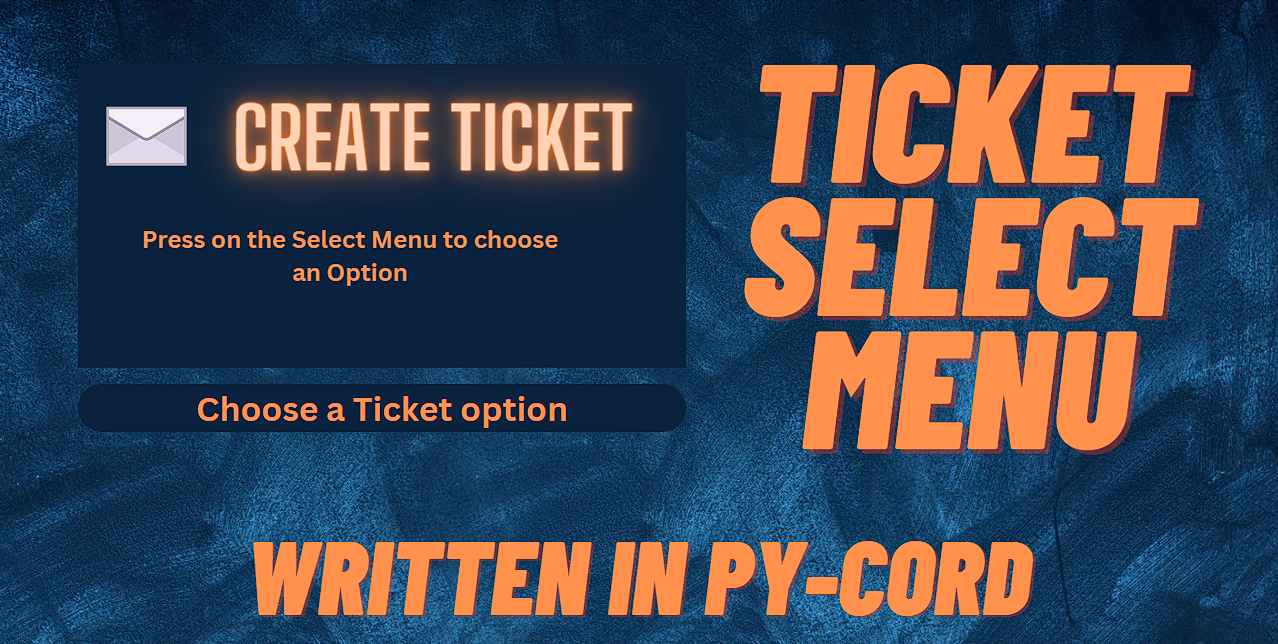 CREATE TICKET
Press on the Select Menu to choose
an Option
Choose a Ticket option
TICKET
SELECT
MENU
WRITTEN IN PY-CORD